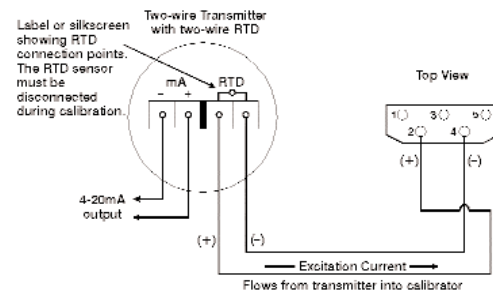 Label or silkscreen
showing RTD
connection points.
The RTD sensor
must be
disconnected
during calibration.
Two-wire Transmitter
with two-wire RTD
mA RTD
– +
4-20mA
output
(+) (–)
Top View
1 3 5
2 4
(+) (–)
Excitation Current
Flows from transmitter into calibrator